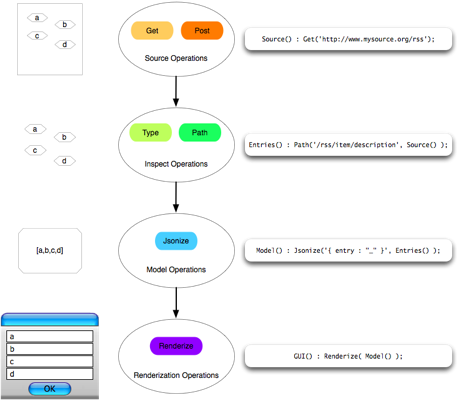 a
b
c
d
Get
Post
Source Operations
Source() : Get('http://www.mysource.org/rss');
a
b
c
d
Type
Path
Inspect Operations
Entries() : Path('/rss/item/description', Source() );
[a,b,c,d]
Jsonize
Model Operations
Model() : Jsonize('{ entry : "_" }', Entries() );
a
b
c
d
OK
Renderize
Renderization Operations
GUI() : Renderize( Model() );